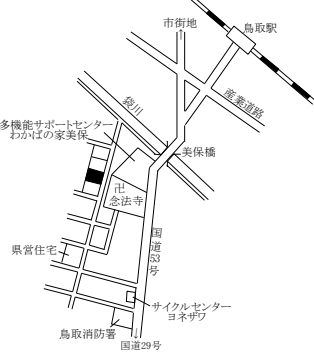 市街地
鳥取駅
産業道路
袋川
多機能サポートセンター
わかばの家美保
美保橋
卍
念法寺
国道53号
県営住宅
サイクルセンター
ヨネザワ
鳥取消防署
国道29号